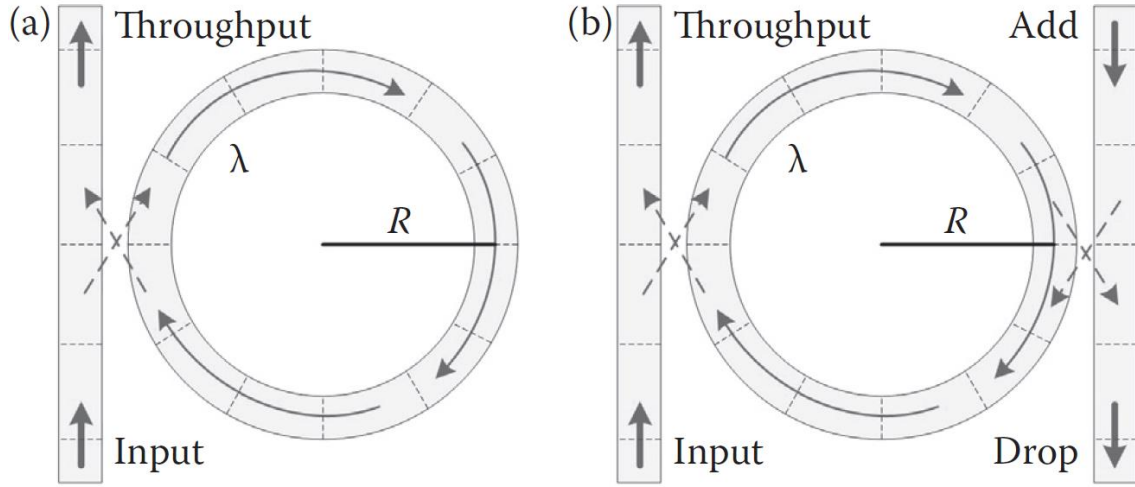 (a)
Throughput
λ
R
Input
(b)
Throughput
Add
λ
R
Input
Drop